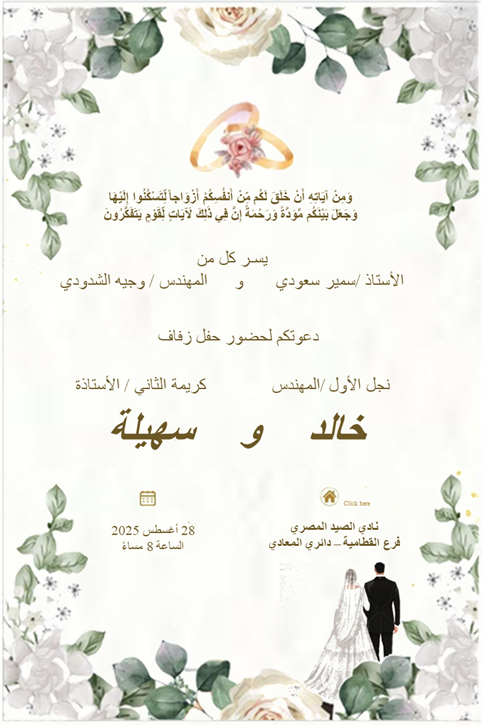 وَمِنْ آيَاتِهِ أَنْ خَلَقَ لَكُم مِّنْ أَنفُسِكُمْ أَزْوَاجاً لِّتَسْكُنُوا إِلَيْهَا
وَجَعَلَ بَيْنَكُم مَّوَدَّةً وَرَحْمَةً إِنَّ فِي ذَلِكَ لَآيَاتٍ لِّقَوْمٍ يَتَفَكَّرُونَ
يسر كل من
الأستاذ /سمير سعودي و المهندس / وجيه الشدودي
دعوتكم لحضور حفل زفاف
نجل الأول /المهندس كريمة الثاني / الأستاذة
خالد و سهيلة
Click here
نادي الصيد المصري
فرع القطامية – دائري المعادي
28 أغسطس 2025
الساعة 8 مساءً